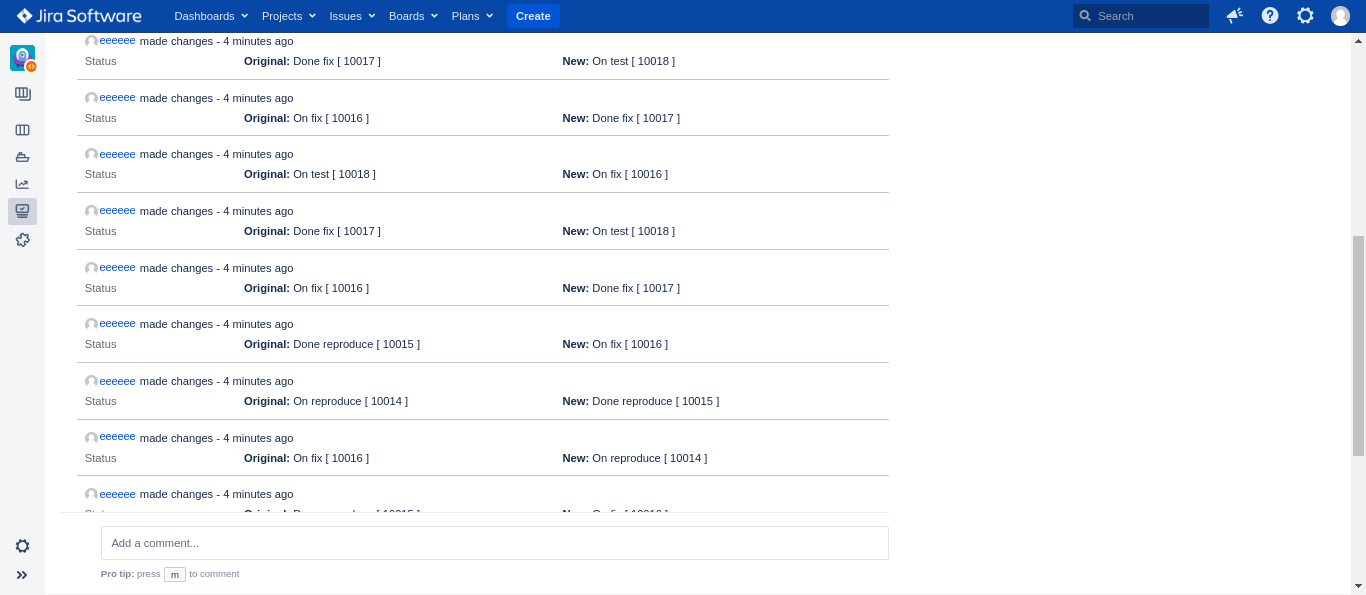 Jira Software Dashboards Projects Issues Boards Plans Create Search
eeeeee made changes - 4 minutes ago
Status Original: Done fix [ 10017 ] New: On test [ 10018 ]
eeeeee made changes - 4 minutes ago
Status Original: On fix [ 10016 ] New: Done fix [ 10017 ]
eeeeee made changes - 4 minutes ago
Status Original: On test [ 10018 ] New: On fix [ 10016 ]
eeeeee made changes - 4 minutes ago
Status Original: Done fix [ 10017 ] New: On test [ 10018 ]
eeeeee made changes - 4 minutes ago
Status Original: On fix [ 10016 ] New: Done fix [ 10017 ]
eeeeee made changes - 4 minutes ago
Status Original: Done reproduce [ 10015 ] New: On fix [ 10016 ]
eeeeee made changes - 4 minutes ago
Status Original: On reproduce [ 10014 ] New: Done reproduce [ 10015 ]
eeeeee made changes - 4 minutes ago
Status Original: On fix [ 10016 ] New: On reproduce [ 10014 ]
eeeeee made changes - 4 minutes ago
Add a comment...
Pro tip: press m to comment